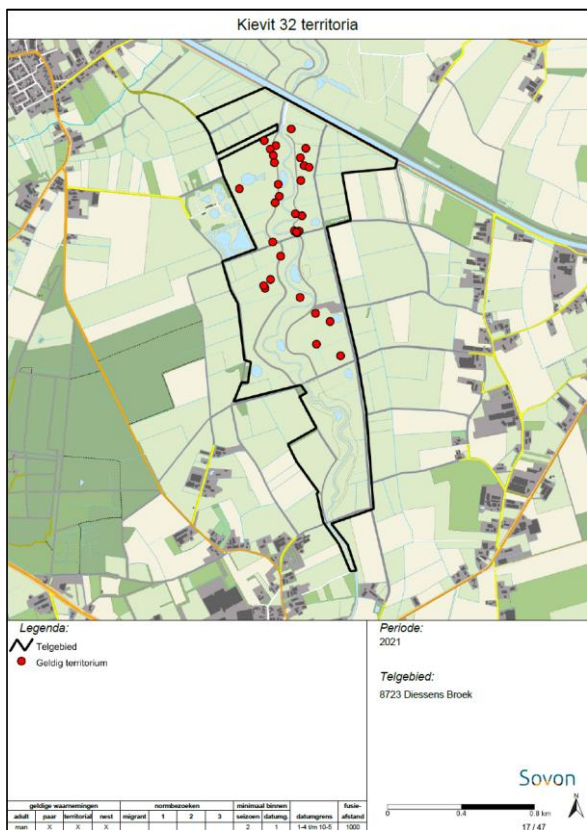 Kievit 32 territoria
Legenda:
Telgebied
Geldig territorium
Periode:
2021
Telgebied:
8723 Diessens Broek
Sovon
0 0.4 0.8 km
N
17 / 47
geldige waarnemingen normbezoeken minimaal binnen fusie-
adult paar territorial nest migrant 1 2 3 seizoen datumg. datumgrens afstand
man X X X 2 1 1-4 t/m 10-5 1000